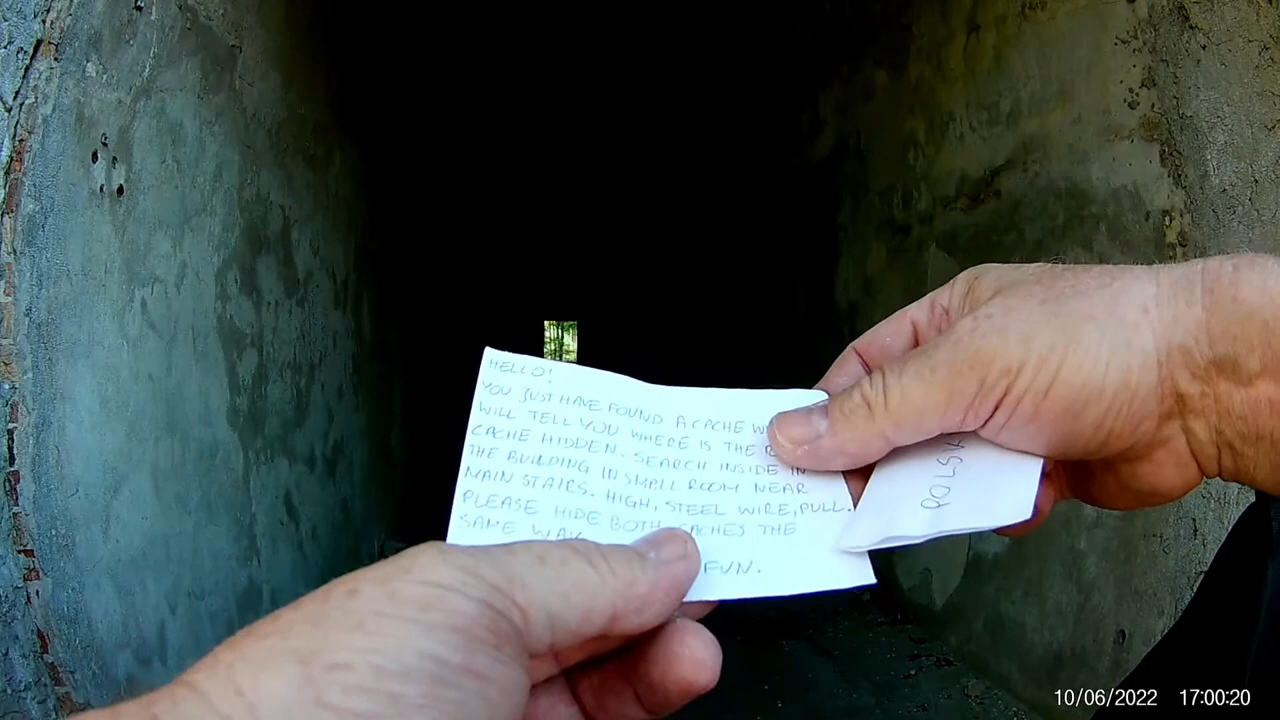 HELLO!
YOU JUST HAVE FOUND A CACHE
WILL TELL YOU WHERE IS THE
CACHE HIDDEN. SEARCH INSIDE IN
THE BUILDING IN SMALL ROOM NEAR
MAIN STAIRS. HIGH, STEEL WIRE, PULL.
PLEASE HIDE BOTH CACHES THE
SAME WAY
FUN.
10/06/2022 17:00:20